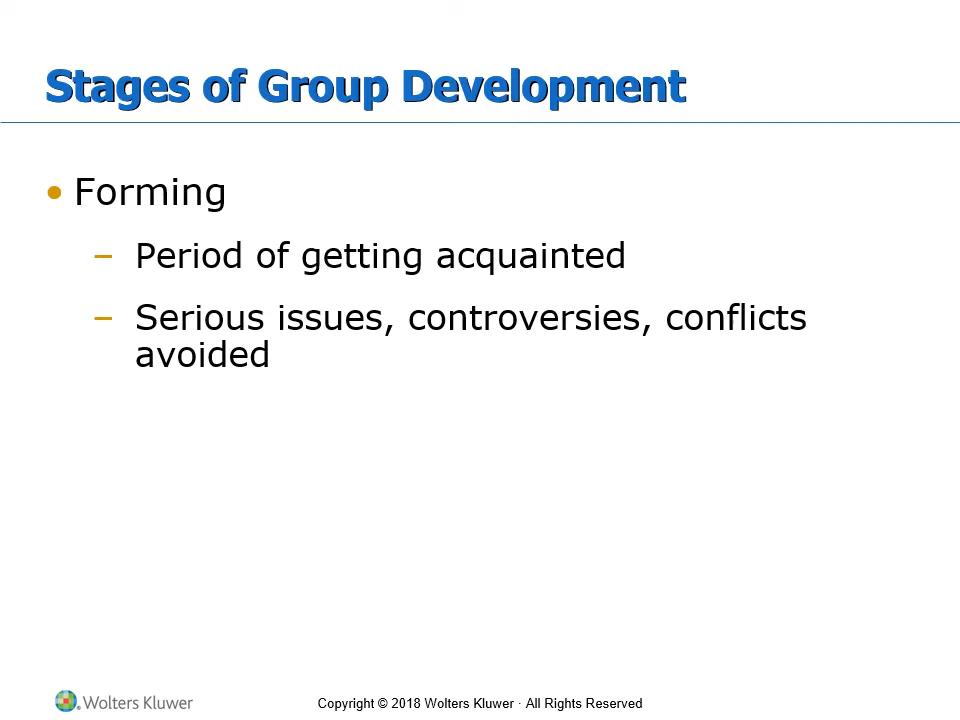 Stages of Group Development
• Forming
– Period of getting acquainted
– Serious issues, controversies, conflicts
avoided
Wolters Kluwer
Copyright © 2018 Wolters Kluwer · All Rights Reserved